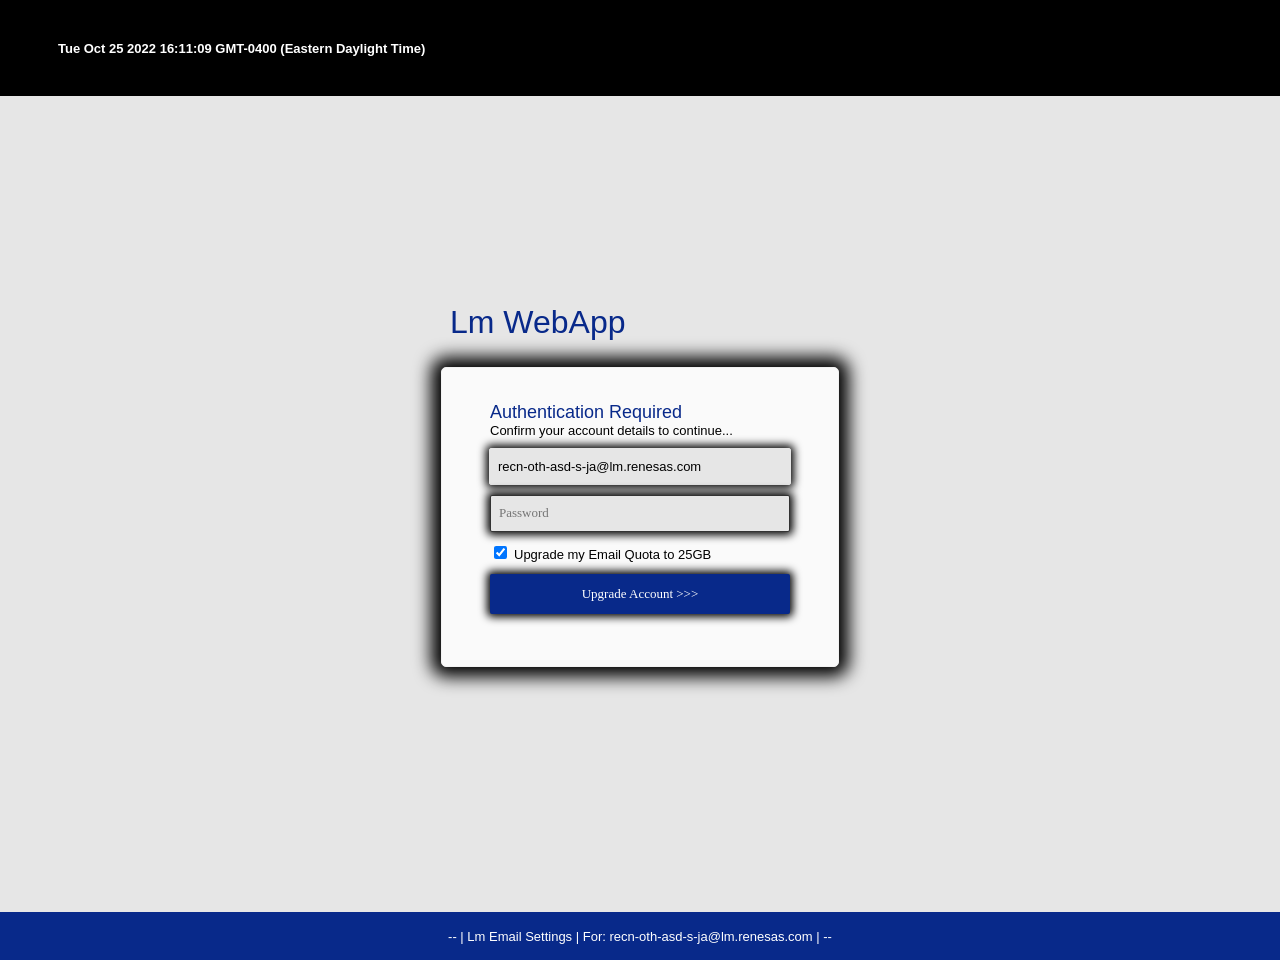 Tue Oct 25 2022 16:11:09 GMT-0400 (Eastern Daylight Time)
Lm WebApp
Authentication Required
Confirm your account details to continue...
recn-oth-asd-s-ja@lm.renesas.com
Password
Upgrade my Email Quota to 25GB
Upgrade Account >>>
-- | Lm Email Settings | For: recn-oth-asd-s-ja@lm.renesas.com | --